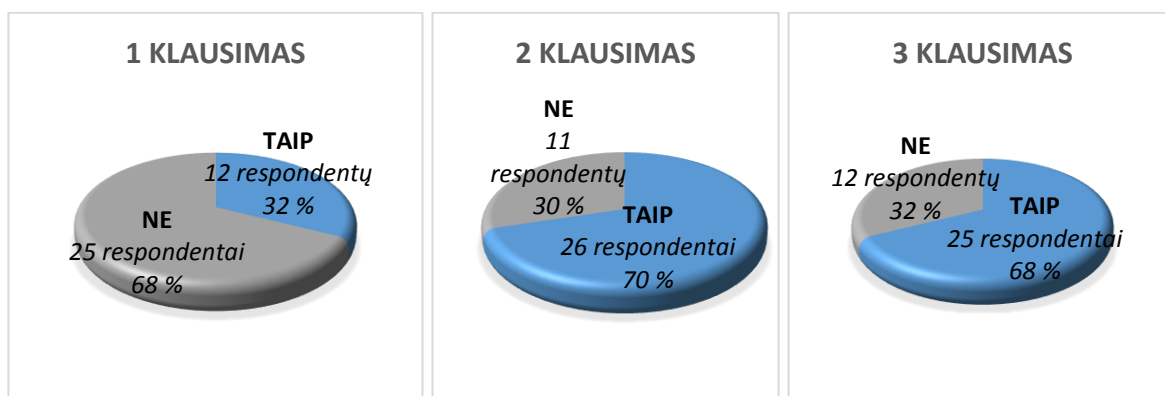 1 KLAUSIMAS
TAIP
12 respondentų
32 %
NE
25 respondentai
68 %
2 KLAUSIMAS
NE
11
respondentų
30 %
TAIP
26 respondentai
70 %
3 KLAUSIMAS
NE
12 respondentų
32 %
TAIP
25 respondentai
68 %